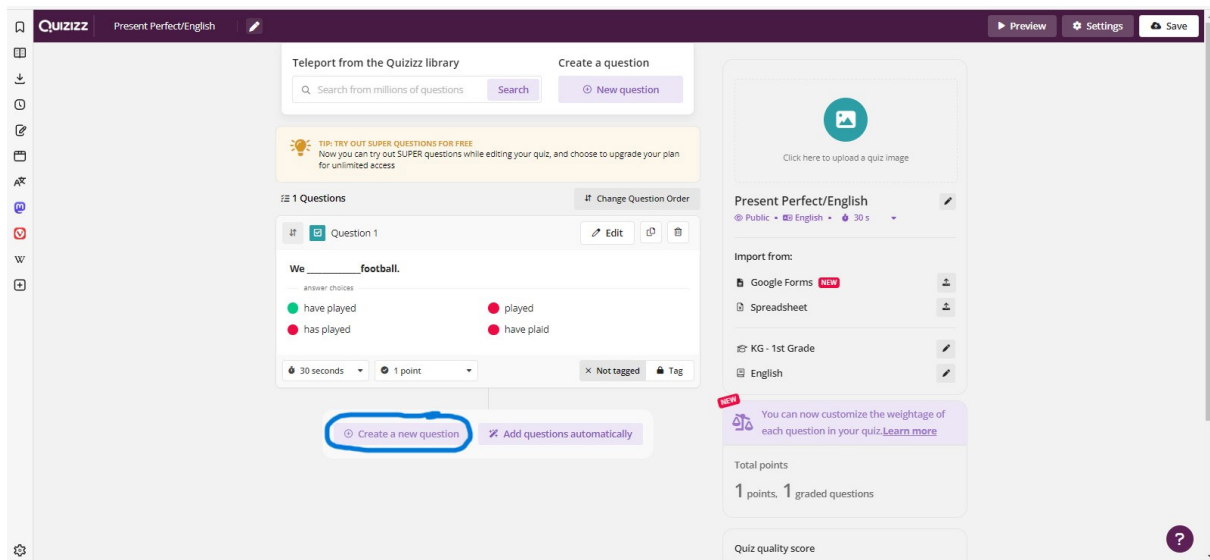 QUIZIZZ
Present Perfect/English
Preview
Settings
Save
Teleport from the Quizizz library
Create a question
Search from millions of questions
Search
New question
TIP: TRY OUT SUPER QUESTIONS FOR FREE
Now you can try out SUPER questions while editing your quiz, and choose to upgrade your plan
for unlimited access
1 Questions
Change Question Order
Question 1
Edit
We ____________football.
answer choices
have played
played
has played
have plaid
30 seconds
1 point
× Not tagged
Tag
Create a new question
Add questions automatically
Click here to upload a quiz image
Present Perfect/English
Public • English • 30 s
Import from:
Google Forms NEW
Spreadsheet
KG - 1st Grade
English
NEW
You can now customize the weightage of
each question in your quiz.Learn more
Total points
1 points, 1 graded questions
Quiz quality score
?
W